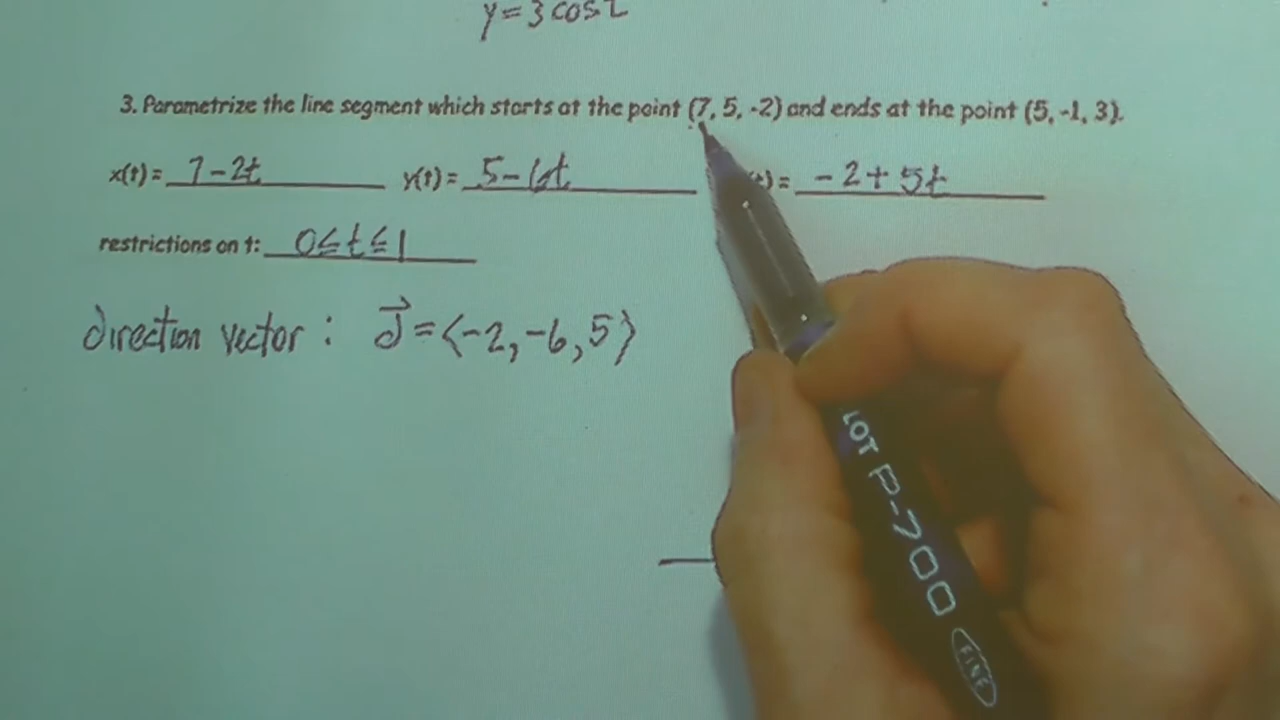 y = 3 cos
3. Parametrize the line segment which starts at the point (7, 5, -2) and ends at the point (5, -1, 3).
x(t) = 7 - 2t y(t) = 5 - 6t (t) = - 2 + 5t
restrictions on t: 0 ≤ t ≤ 1
direction vector : d⃗ = ⟨-2, -6, 5⟩
LOT P-700 FINE